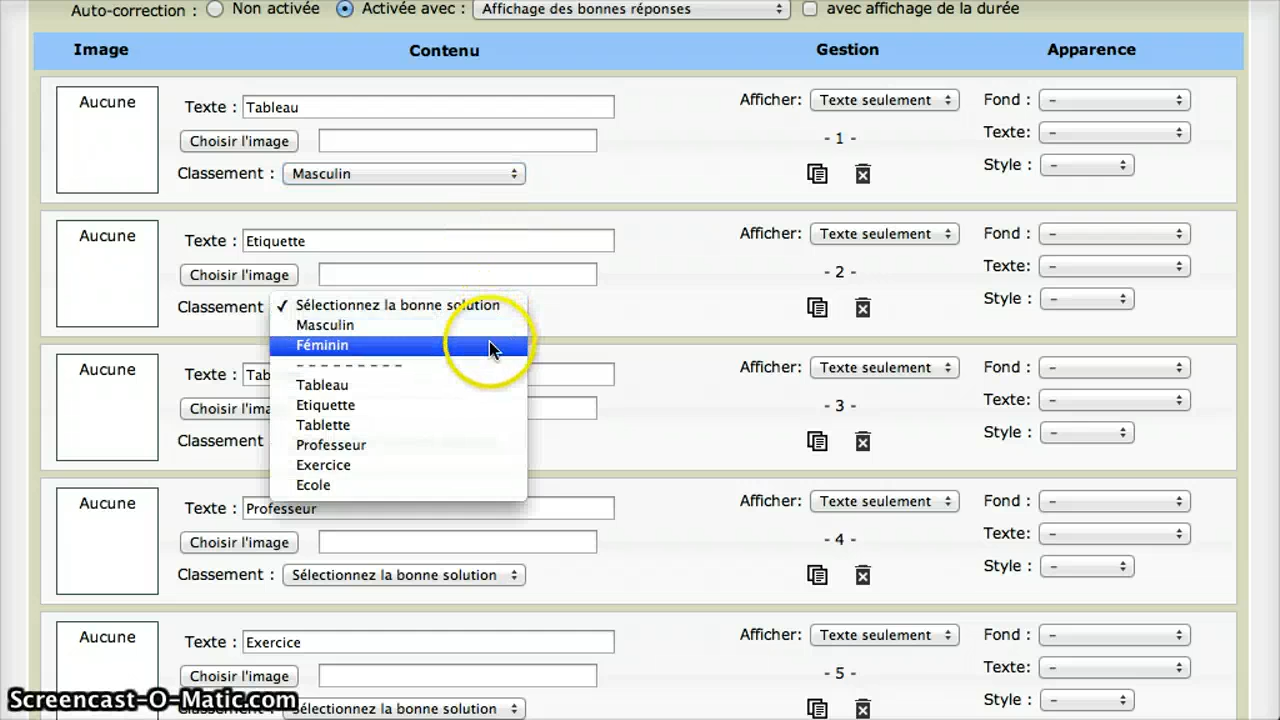 Auto-correction : Non activée Activée avec : Affichage des bonnes réponses avec affichage de la durée
Image Contenu Gestion Apparence
Aucune Texte : Tableau Afficher: Texte seulement Fond : -
Choisir l'image - 1 - Texte: -
Classement : Masculin Style : -
Aucune Texte : Etiquette Afficher: Texte seulement Fond : -
Choisir l'image - 2 - Texte: -
Classement ✓ Sélectionnez la bonne solution Style : -
Masculin
Féminin
- - - - - - - - - -
Tableau
Etiquette
Tablette
Professeur
Exercice
Ecole
Aucune Texte : Afficher: Texte seulement Fond : -
Choisir - 3 - Texte: -
Classement Style : -
Aucune Texte : Professeur Afficher: Texte seulement Fond : -
Choisir l'image - 4 - Texte: -
Classement : Sélectionnez la bonne solution Style : -
Aucune Texte : Exercice Afficher: Texte seulement Fond : -
Choisir l'image - 5 - Texte: -
Classement : Sélectionnez la bonne solution Style : -
Screencast-O-Matic.com